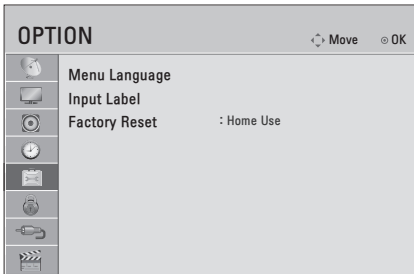 OPTION
Move
OK
Menu Language
Input Label
Factory Reset : Home Use